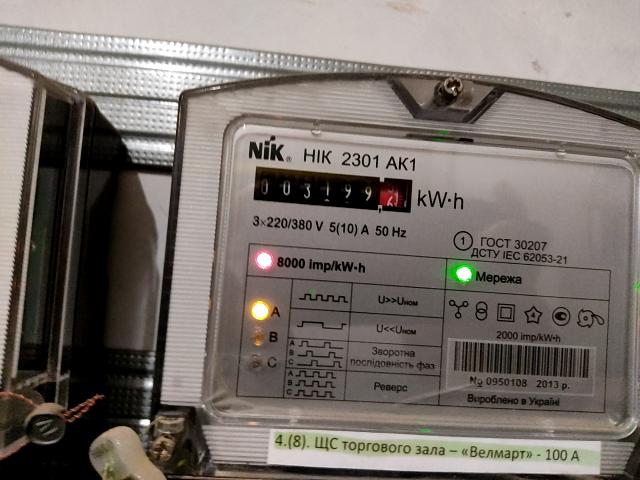 Nik® НІК 2301 АК1
003199 kW·h
3×220/380 V 5(10) A 50 Hz
1 ГОСТ 30207
ДСТУ IEC 62053-21
8000 imp/kW·h
Мережа
A
U>>Uном
B
U<<Uном
C
A
B
C
Зворотна
послідовність фаз
A
B
C
Реверс
2000 imp/kW·h
№ 0950108 2013 р.
Вироблено в Україні
4.(8). ЩС торгового зала – «Велмарт» - 100 А